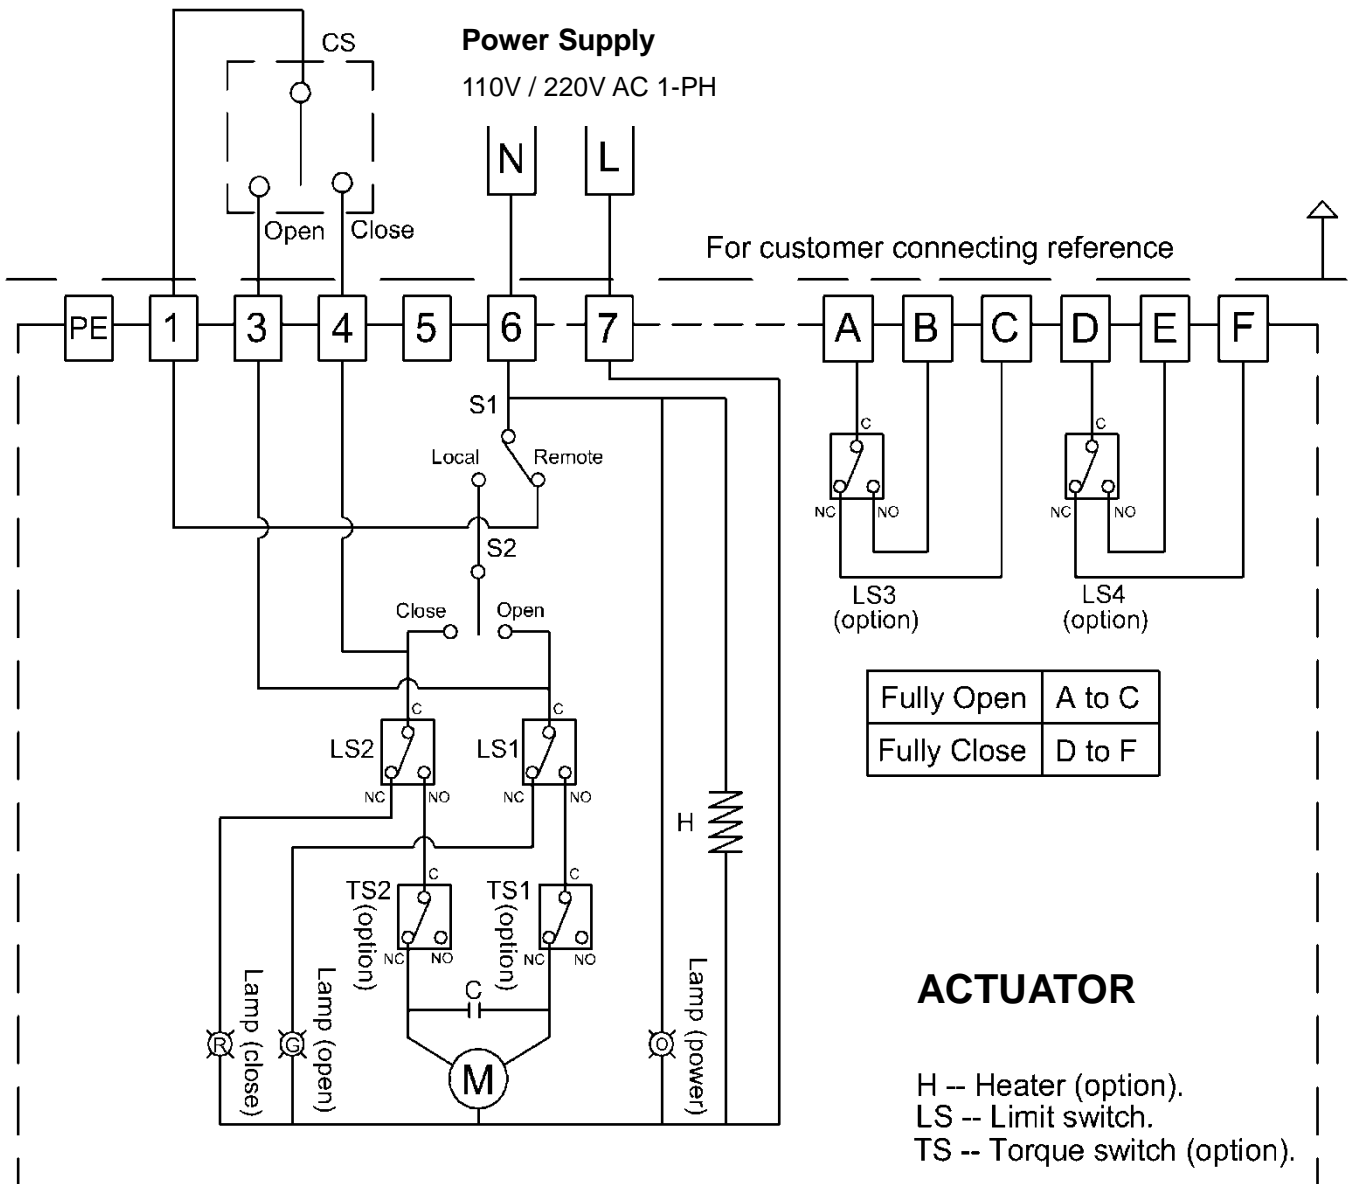 CS
Power Supply
110V / 220V AC 1-PH
N
L
Open
Close
For customer connecting reference
PE
1
3
4
5
6
7
A
B
C
D
E
F
S1
Local
Remote
C
C
NC
NO
NC
NO
S2
LS3
(option)
LS4
(option)
Close
Open
Fully Open
A to C
Fully Close
D to F
C
C
LS2
LS1
NC
NO
NC
NO
H
C
C
TS2
(option)
TS1
(option)
NC
NO
NC
NO
C
Lamp (close)
Lamp (open)
Lamp (power)
R
G
O
M
ACTUATOR
H -- Heater (option).
LS -- Limit switch.
TS -- Torque switch (option).